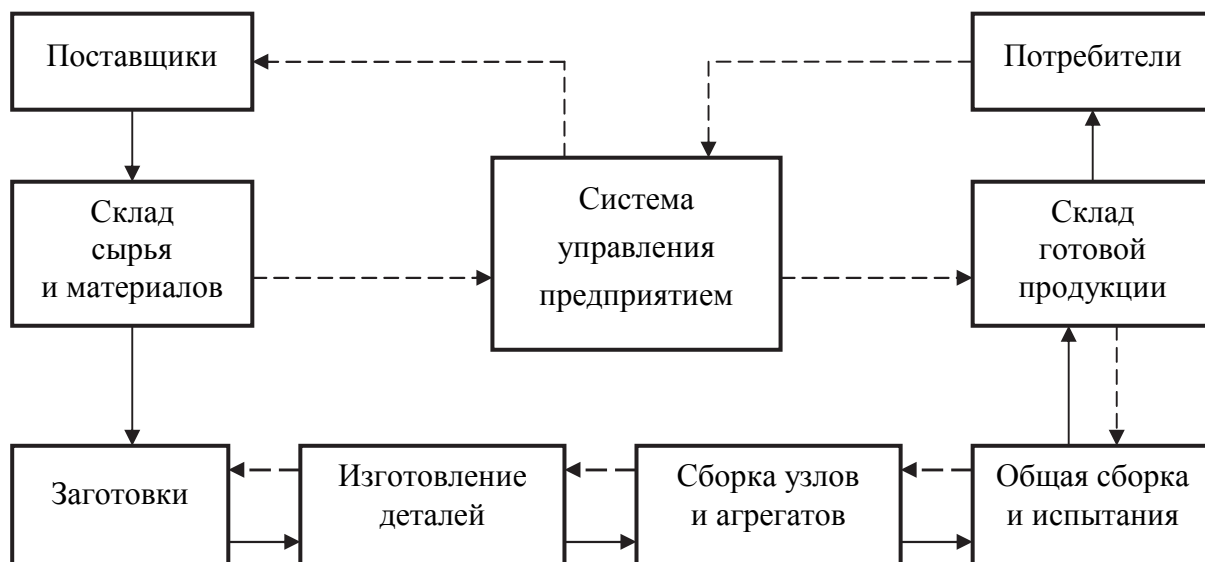 Поставщики
Потребители
Склад
сырья
и материалов
Система
управления
предприятием
Склад
готовой
продукции
Заготовки
Изготовление
деталей
Сборка узлов
и агрегатов
Общая сборка
и испытания